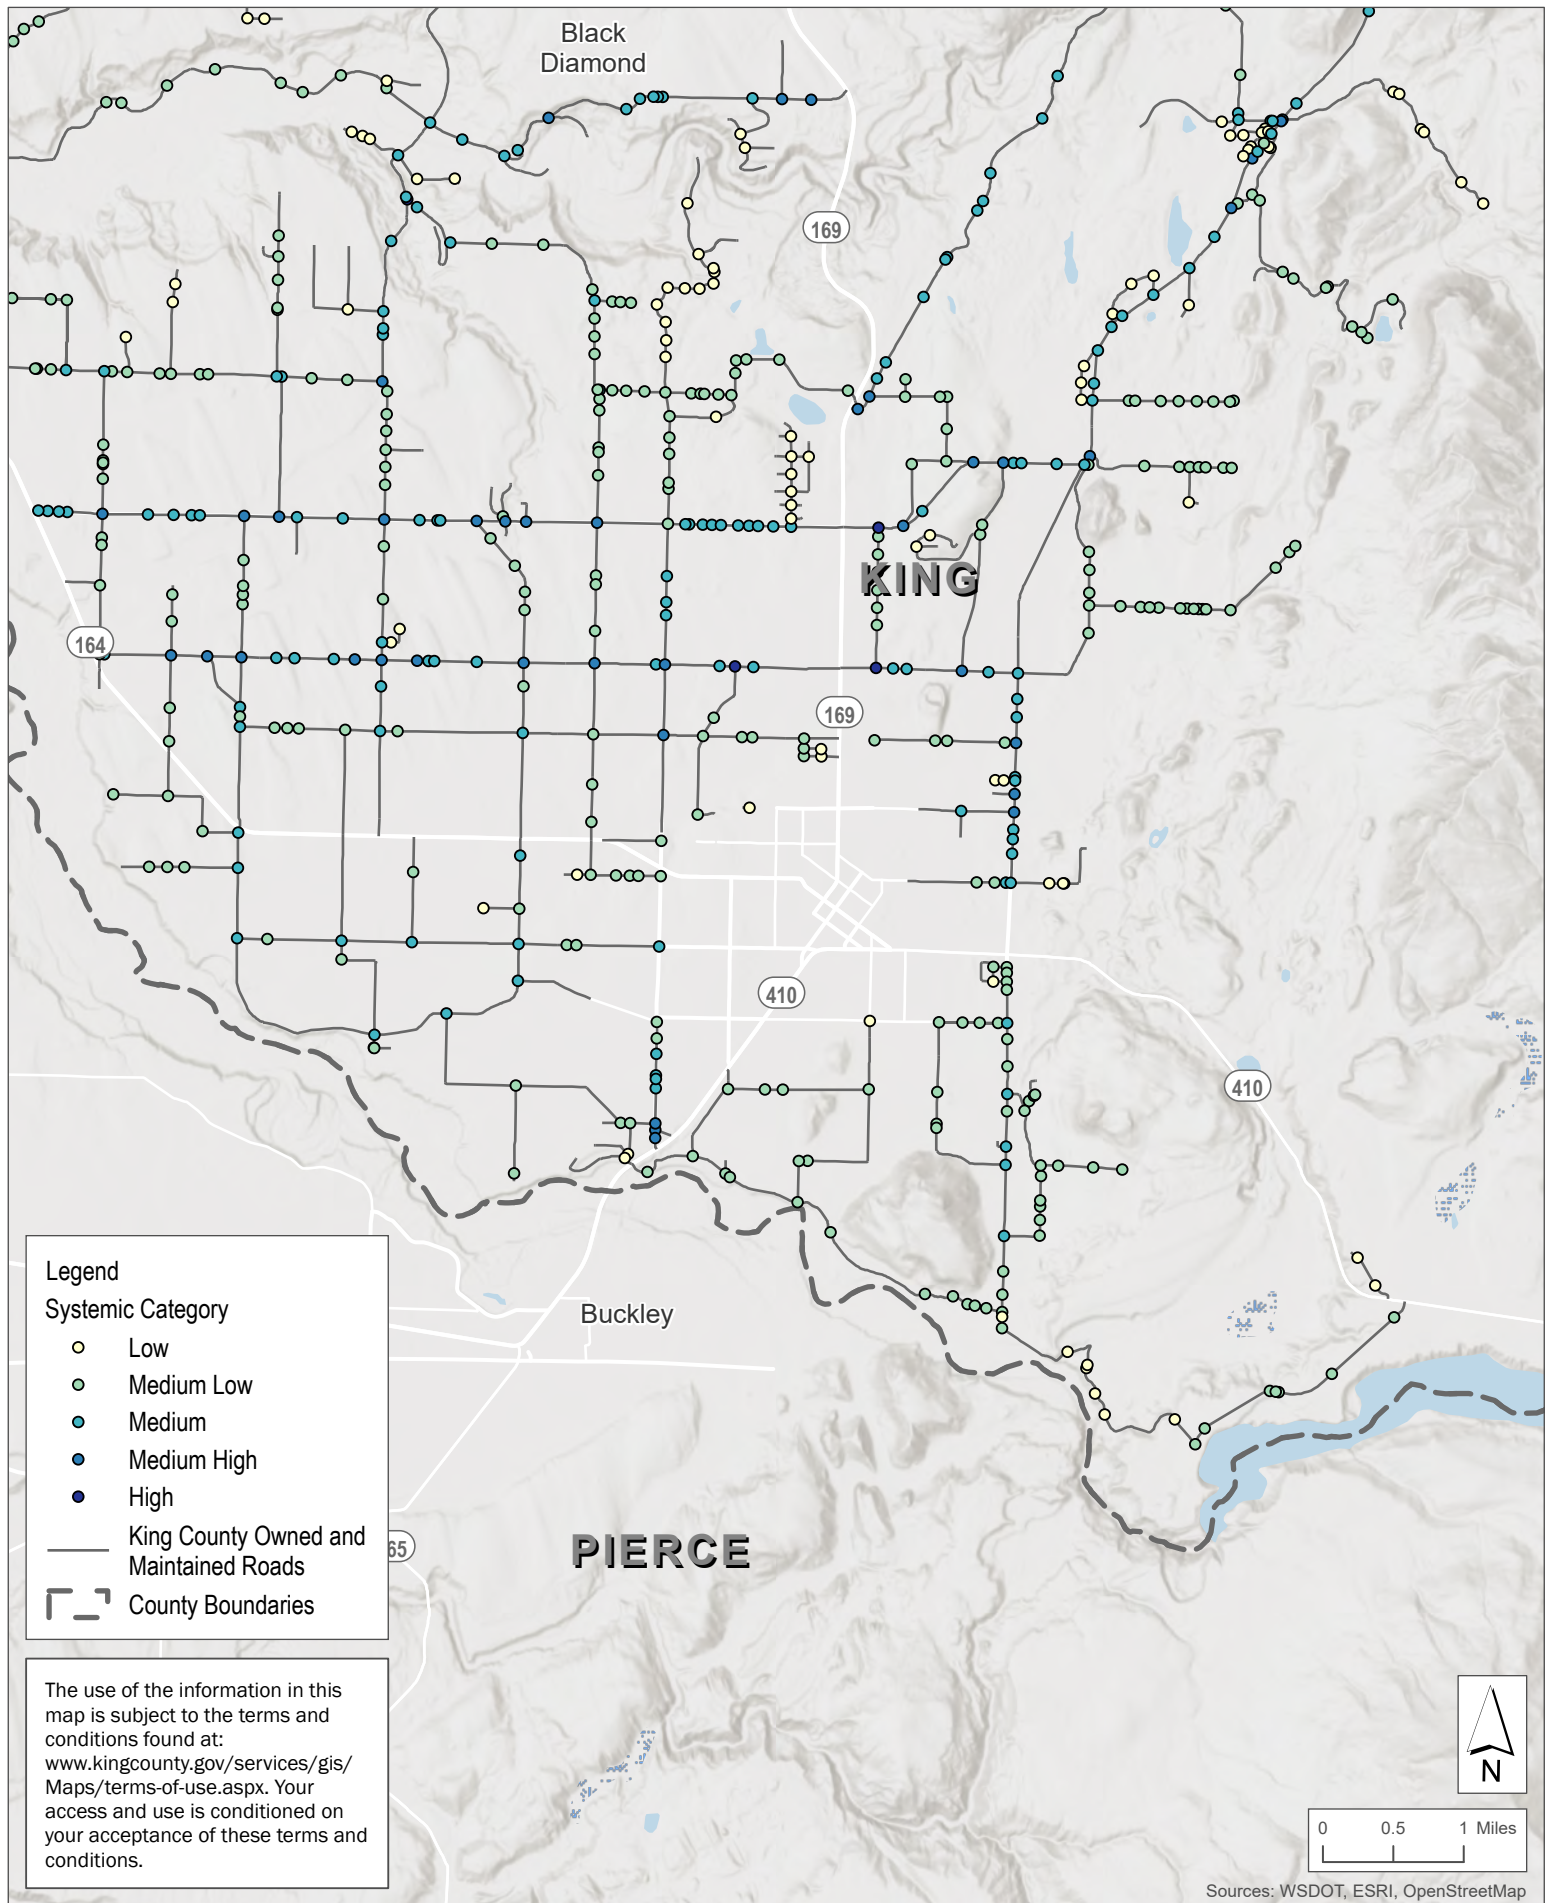 Black
Diamond
169
KING
164
169
410
410
Buckley
Legend
Systemic Category
Low
Medium Low
Medium
Medium High
High
King County Owned and
Maintained Roads
County Boundaries
65
PIERCE
The use of the information in this
map is subject to the terms and
conditions found at:
www.kingcounty.gov/services/gis/
Maps/terms-of-use.aspx. Your
access and use is conditioned on
your acceptance of these terms and
conditions.
N
0 0.5 1 Miles
Sources: WSDOT, ESRI, OpenStreetMap